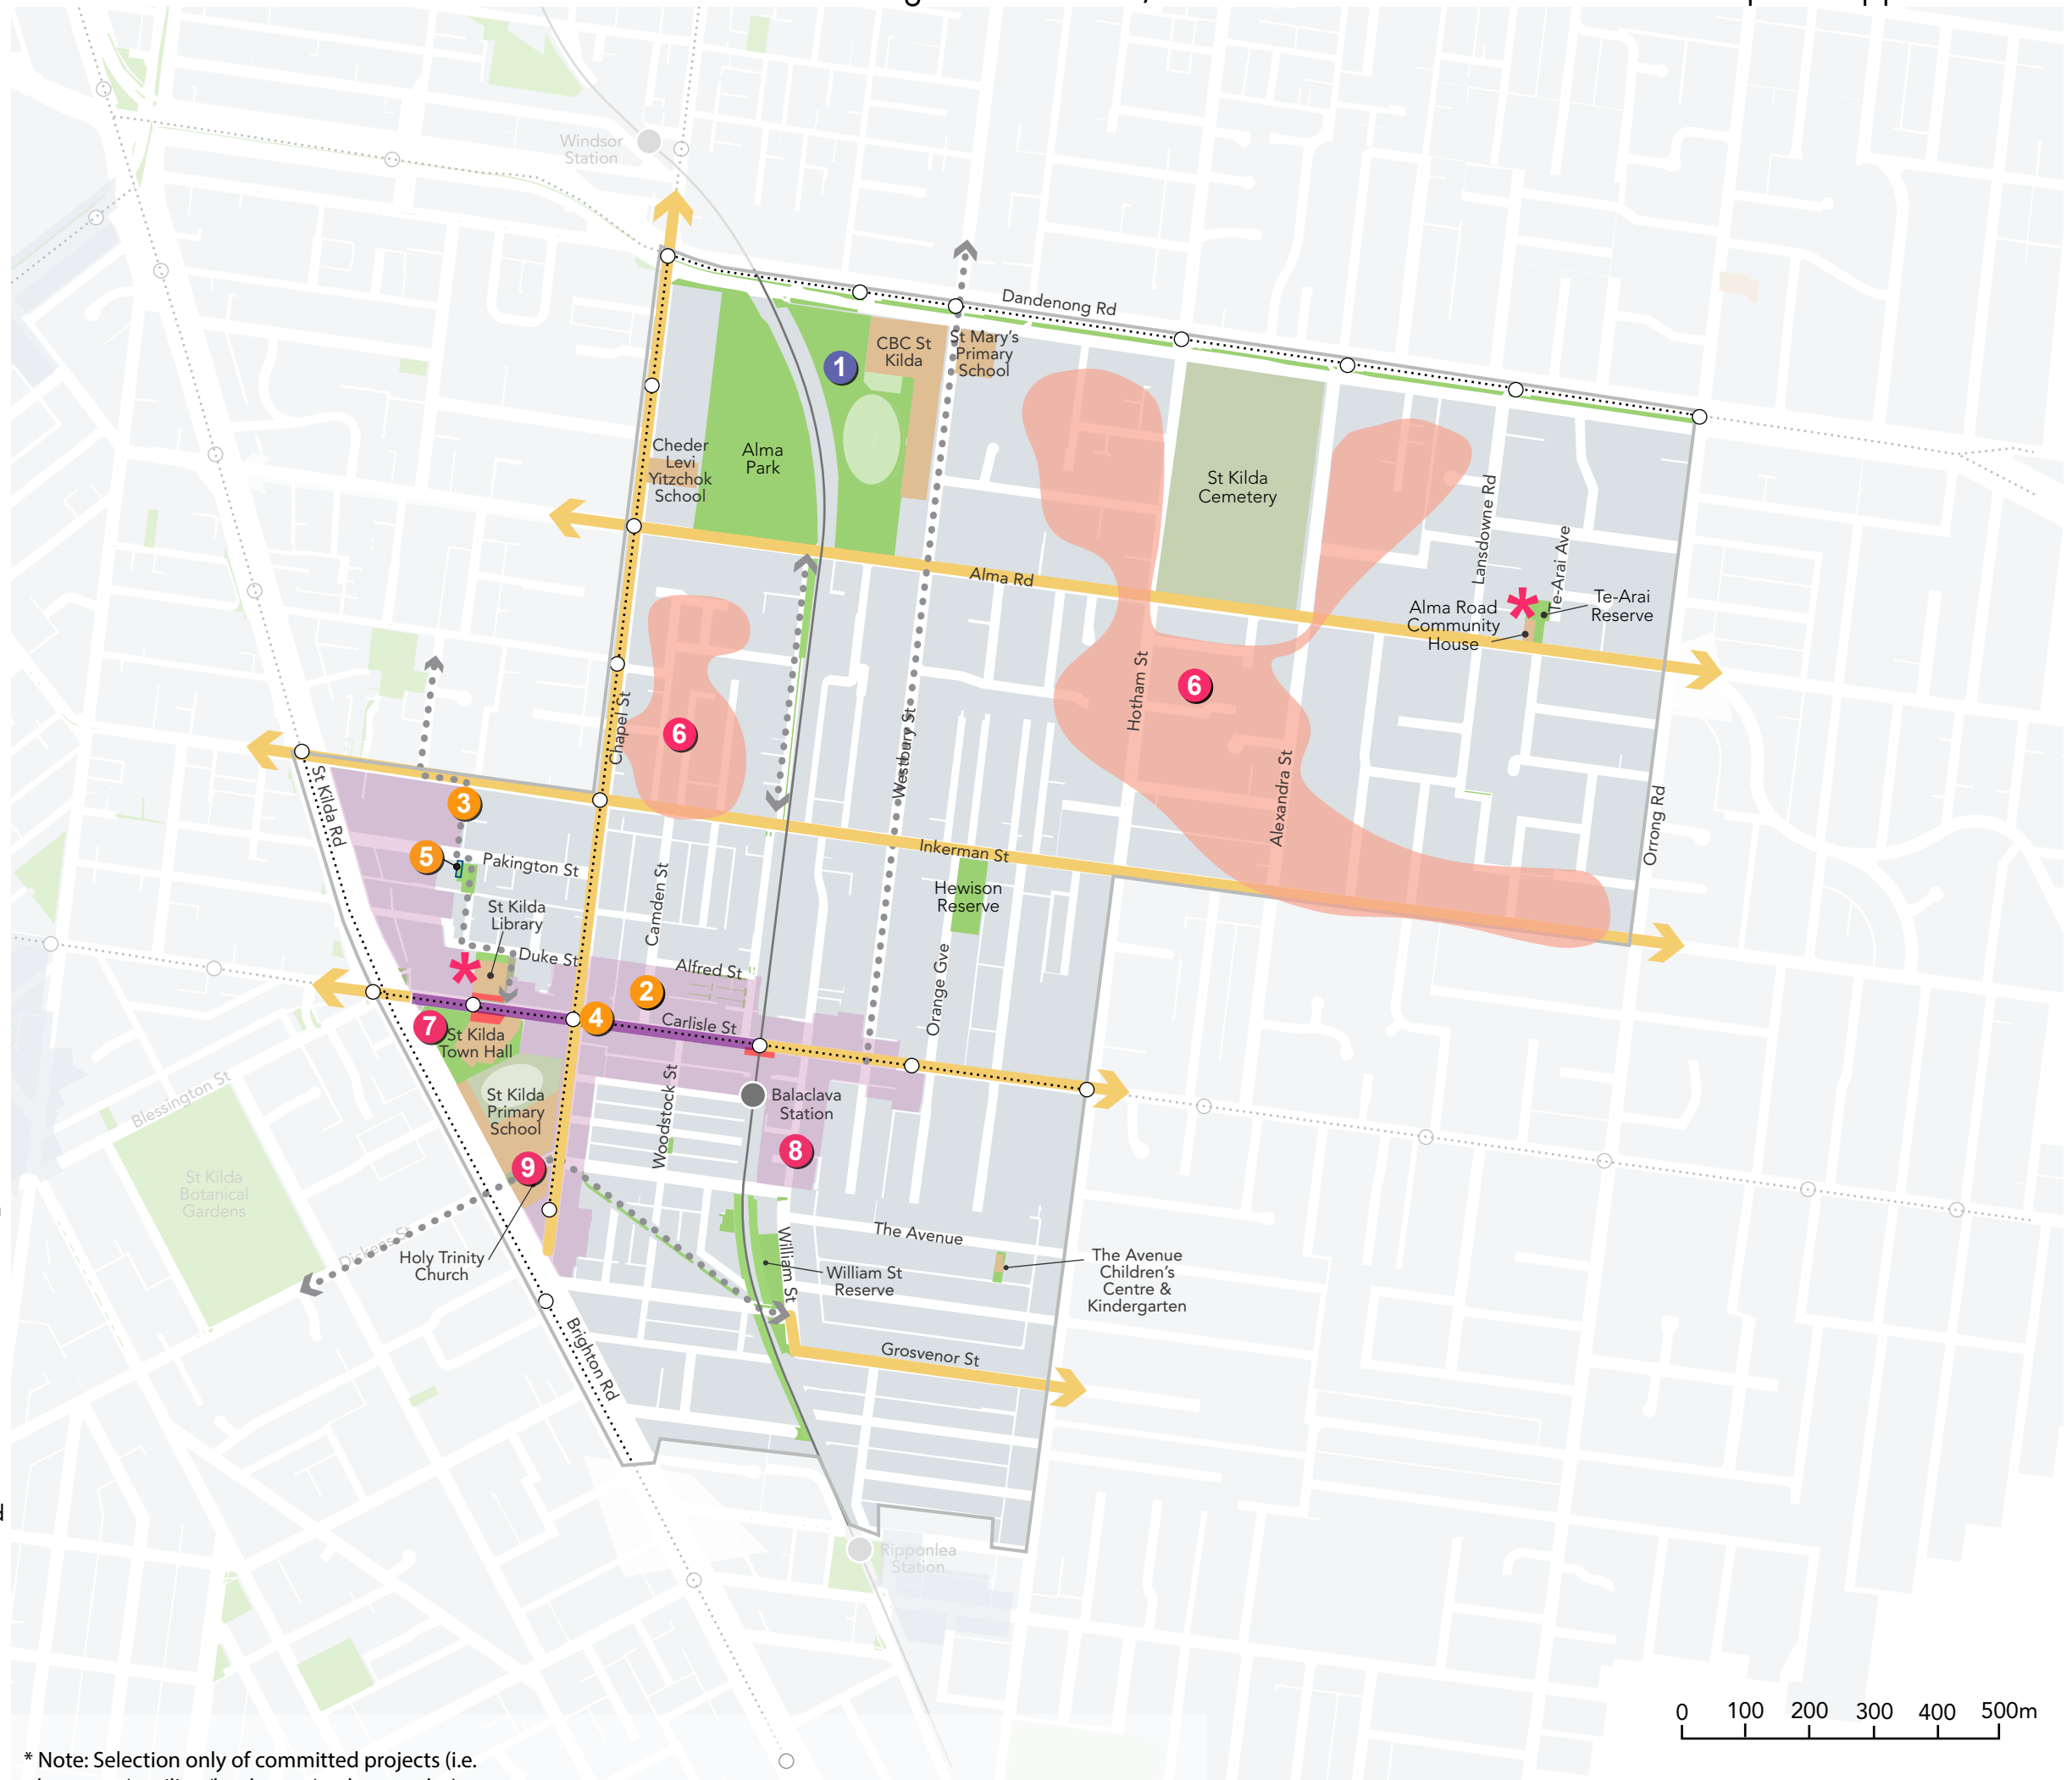 Windsor
Station
Dandenong Rd
1
CBC St
Kilda
St Mary's
Primary
School
Cheder
Levi
Yitzchok
School
Alma
Park
St Kilda
Cemetery
Lansdowne Rd
Te-Arai Ave
Alma Rd
Alma Road
Community
House
*
Te-Arai
Reserve
Hotham St
6
Chapel St
6
Westbury St
Alexandra St
Orrong Rd
St Kilda Rd
3
5
Pakington St
Inkerman St
Hewison
Reserve
Camden St
St Kilda
Library
*
Duke St
Alfred St
2
Orange Gve
4
Carlisle St
7
St Kilda
Town Hall
Blessington St
St Kilda
Primary
School
Woodstock St
Balaclava
Station
8
9
St Kilda
Botanical
Gardens
Dickens St
Holy Trinity
Church
The Avenue
William St
William St
Reserve
The Avenue
Children's
Centre &
Kindergarten
Brighton Rd
Grosvenor St
Ripponlea
Station
0 100 200 300 400 500m
* Note: Selection only of committed projects (i.e.